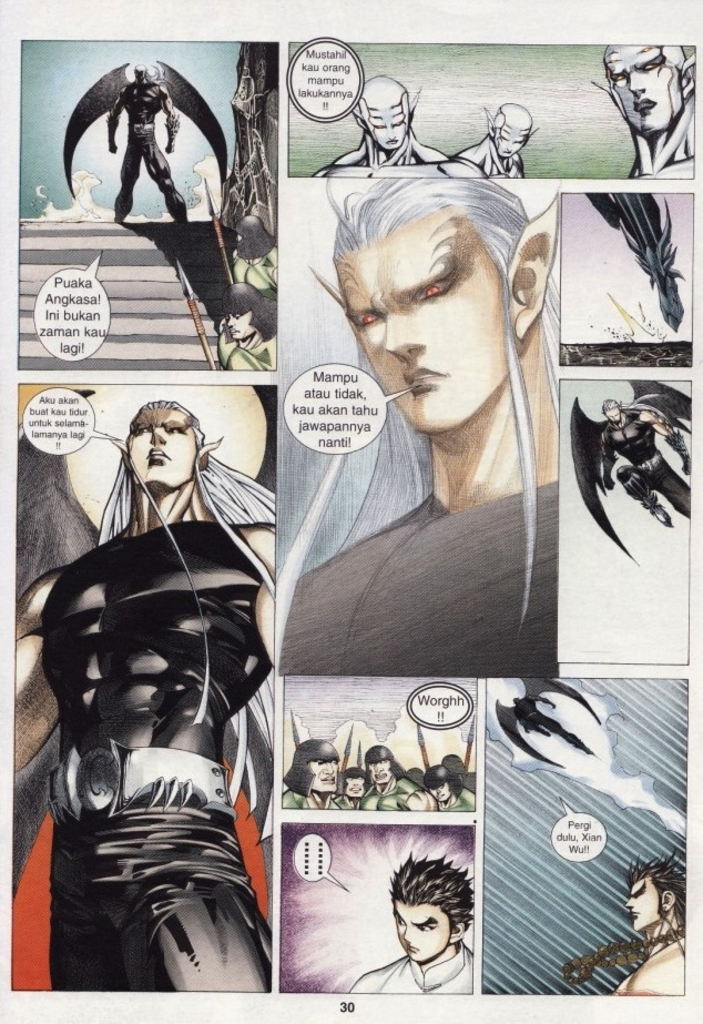 Puaka
Angkasa!
Ini bukan
zaman kau
lagi!
Mustahil
kau orang
mampu
lakukannya
!!
Aku akan
buat kau tidur
untuk selama-
lamanya lagi
!!
Mampu
atau tidak,
kau akan tahu
jawapannya
nanti!
Worghh
!!
Pergi
dulu, Xian
Wu!!
30